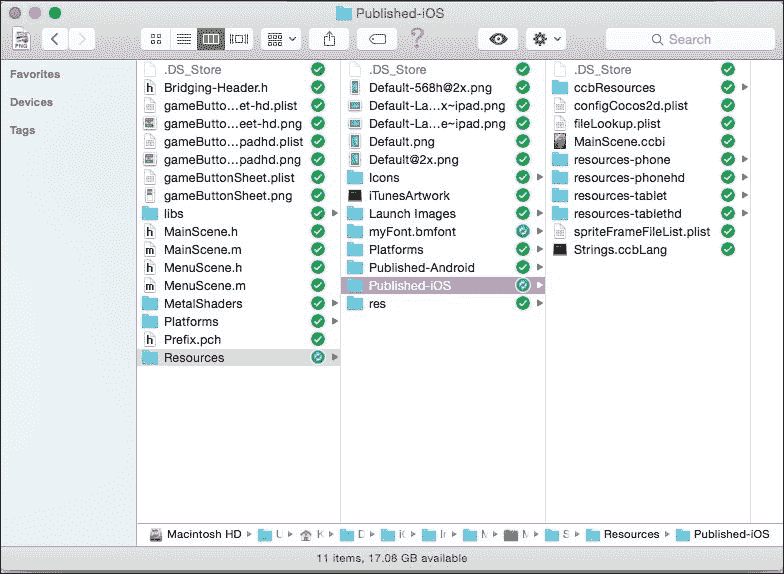 Published-iOS
PNG
Search
Favorites
Devices
Tags
.DS_Store
Bridging-Header.h
gameButto...eet-hd.plist
gameButto...et-hd.png
gameButto...padhd.plist
gameButto...padhd.png
gameButtonSheet.plist
gameButtonSheet.png
libs
MainScene.h
MainScene.m
MenuScene.h
MenuScene.m
MetalShaders
Platforms
Prefix.pch
Resources
.DS_Store
Default-568h@2x.png
Default-La...x~ipad.png
Default-La...e~ipad.png
Default.png
Default@2x.png
Icons
iTunesArtwork
Launch Images
myFont.bmfont
Platforms
Published-Android
Published-iOS
res
.DS_Store
ccbResources
configCocos2d.plist
fileLookup.plist
MainScene.ccbi
resources-phone
resources-phonehd
resources-tablet
resources-tablethd
spriteFrameFileList.plist
Strings.ccbLang
Macintosh HD U K D iO Ir M M S Resources Published-iOS
11 items, 17.08 GB available